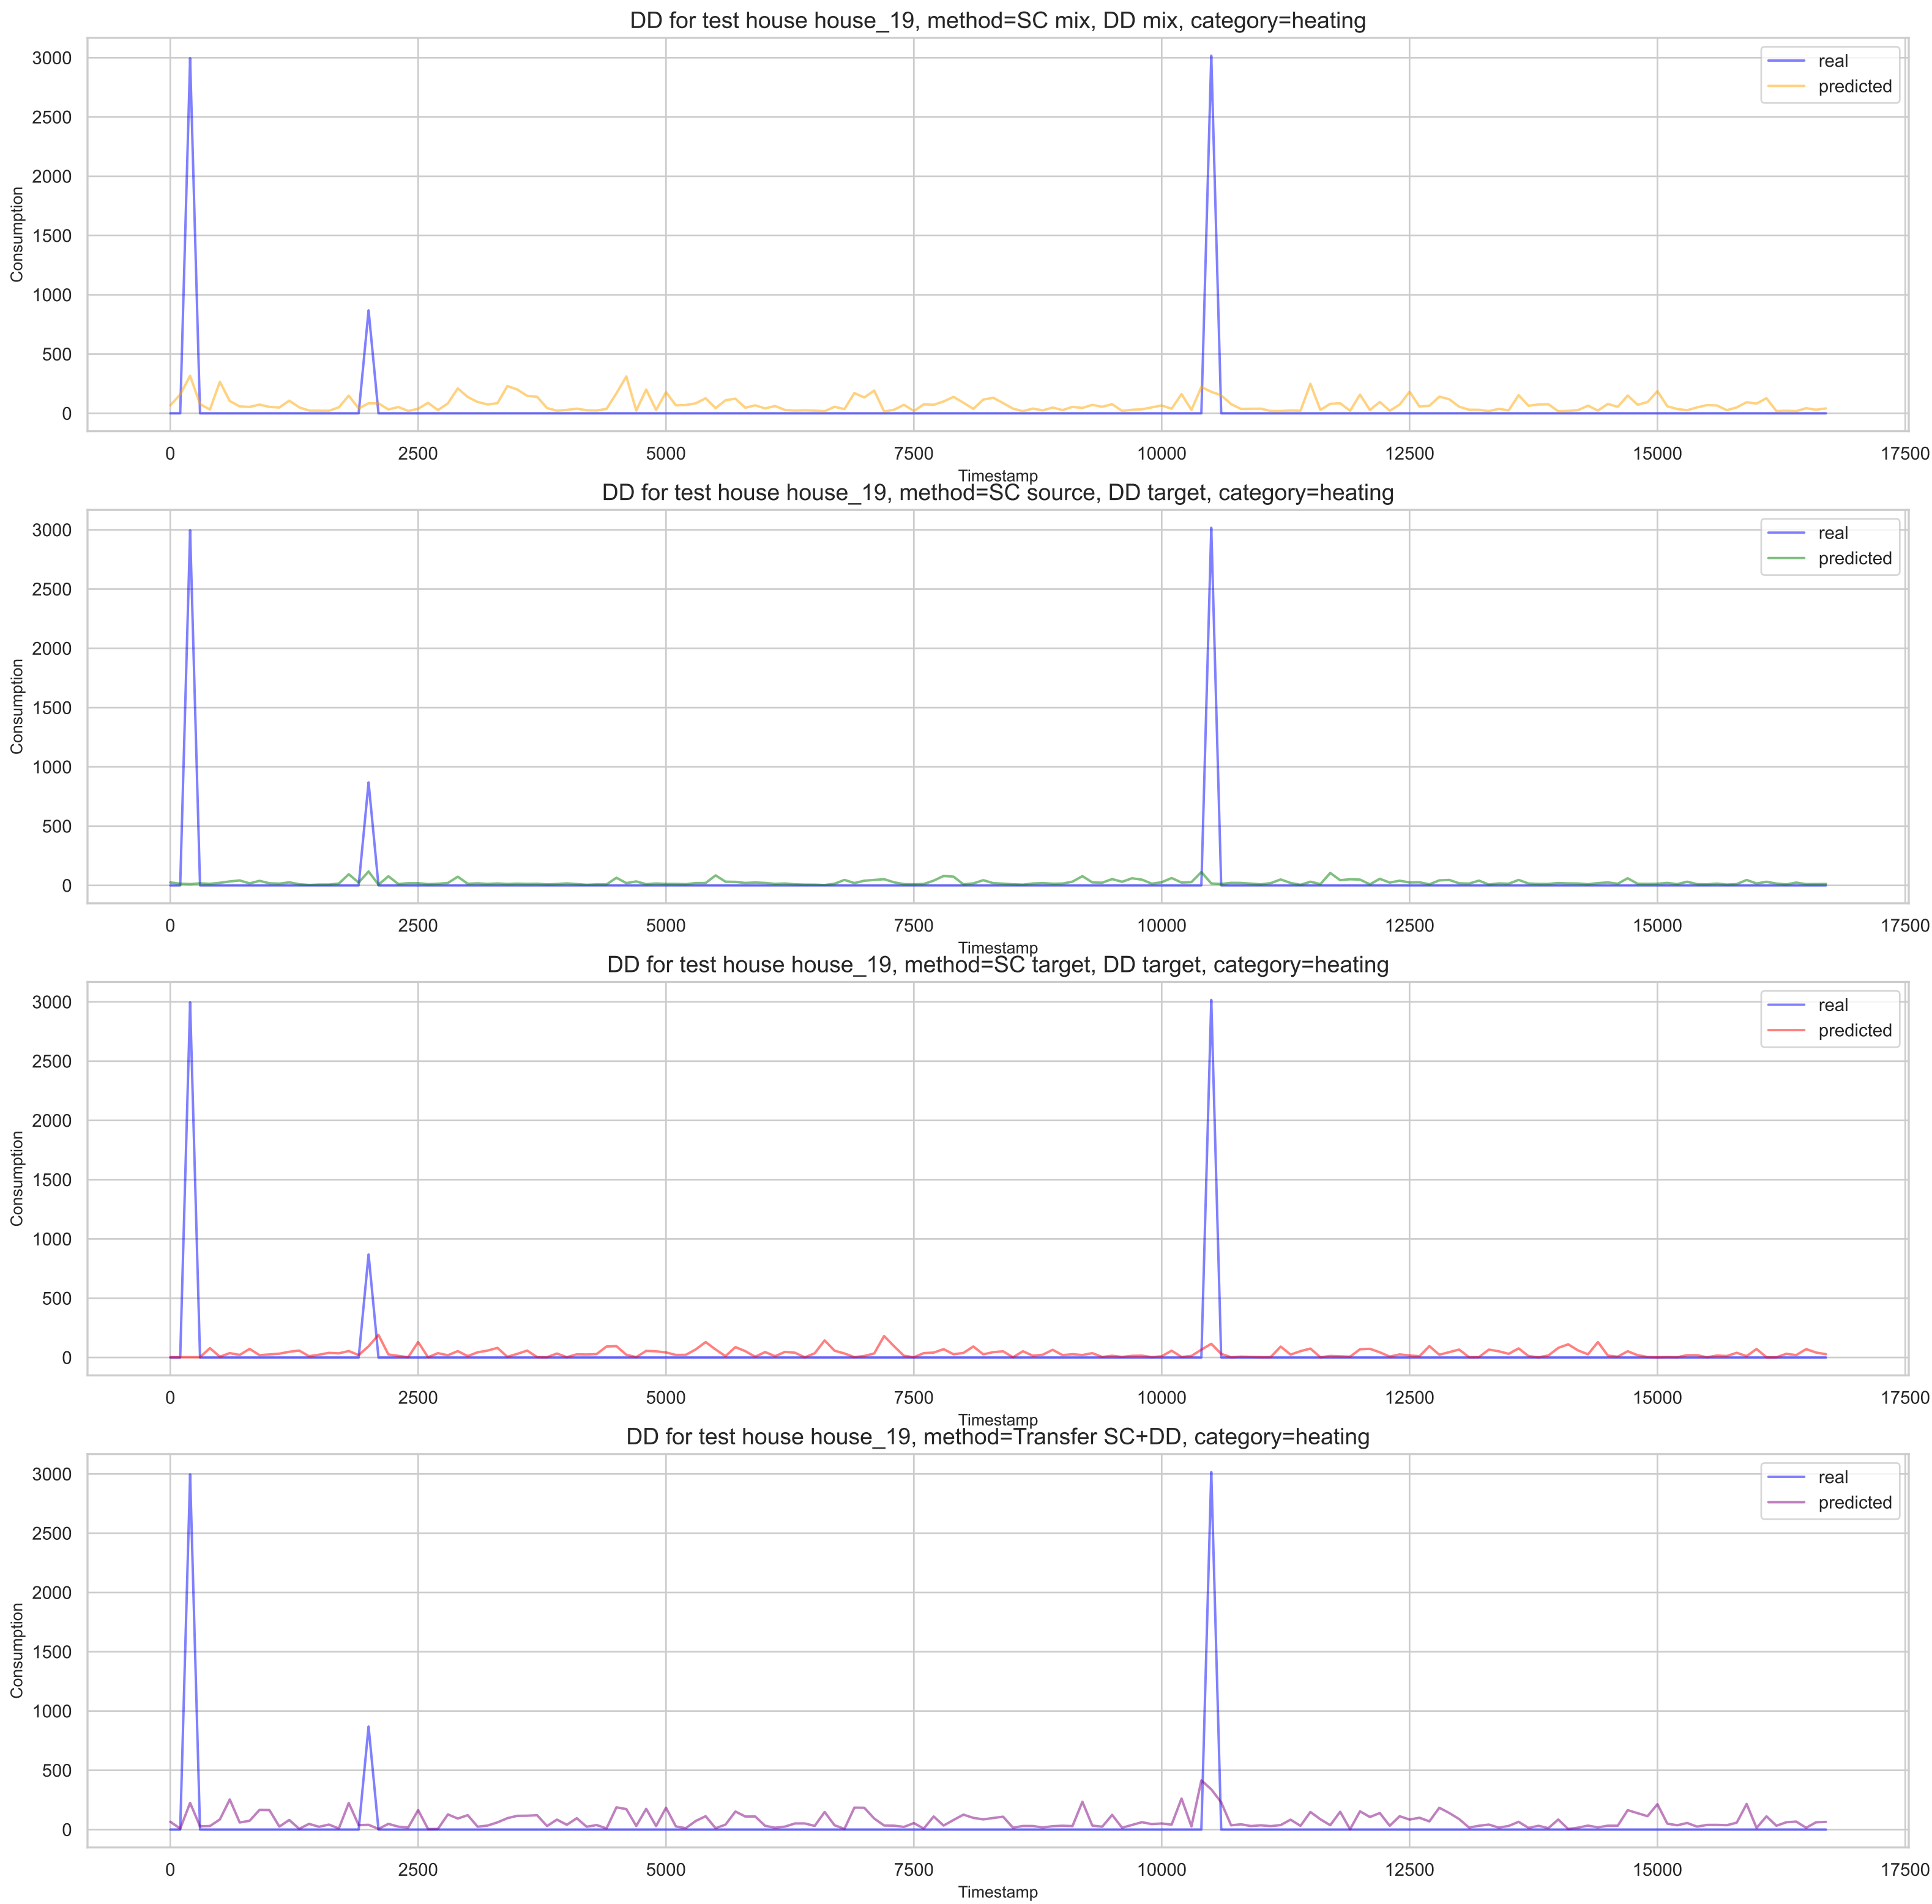 DD for test house house_19, method=SC mix, DD mix, category=heating
3000
2500
2000
1500
1000
500
0
Consumption
real
predicted
0 2500 5000 7500 10000 12500 15000 17500
Timestamp
DD for test house house_19, method=SC source, DD target, category=heating
3000
2500
2000
1500
1000
500
0
Consumption
real
predicted
0 2500 5000 7500 10000 12500 15000 17500
Timestamp
DD for test house house_19, method=SC target, DD target, category=heating
3000
2500
2000
1500
1000
500
0
Consumption
real
predicted
0 2500 5000 7500 10000 12500 15000 17500
Timestamp
DD for test house house_19, method=Transfer SC+DD, category=heating
3000
2500
2000
1500
1000
500
0
Consumption
real
predicted
0 2500 5000 7500 10000 12500 15000 17500
Timestamp